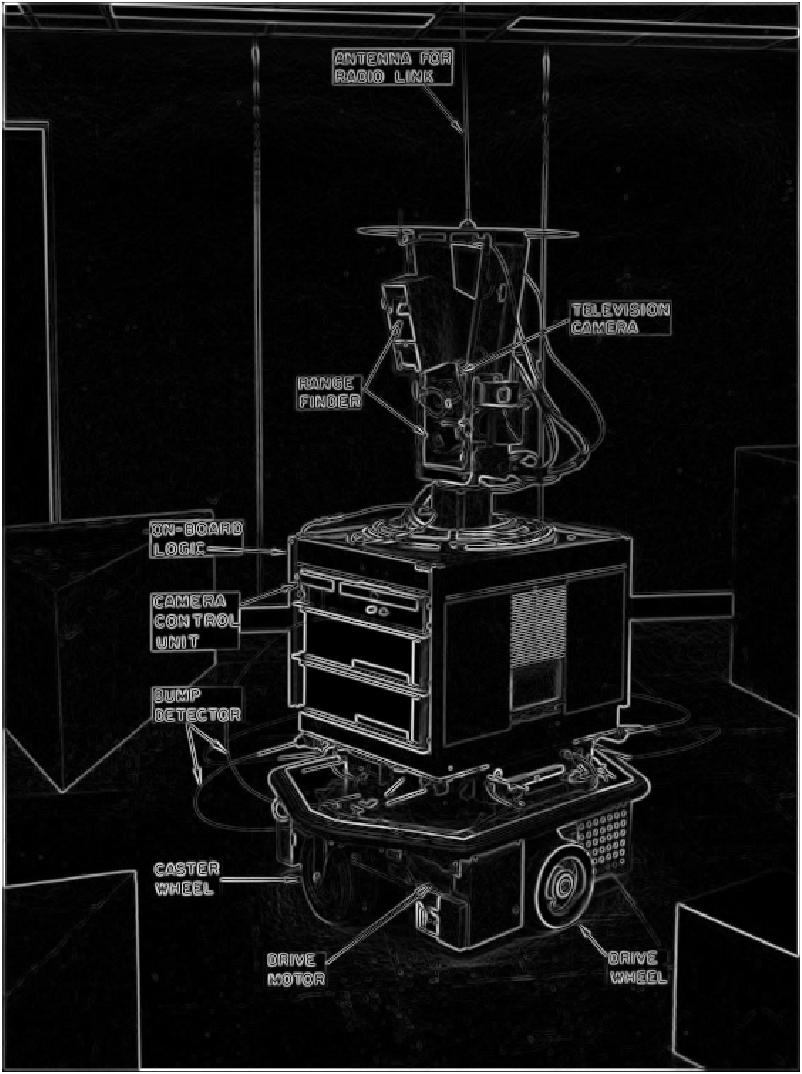 ANTENNA FOR
RADIO LINK
TELEVISION
CAMERA
RANGE
FINDER
ON-BOARD
LOGIC
CAMERA
CONTROL
UNIT
BUMP
DETECTOR
CASTER
WHEEL
DRIVE
MOTOR
DRIVE
WHEEL